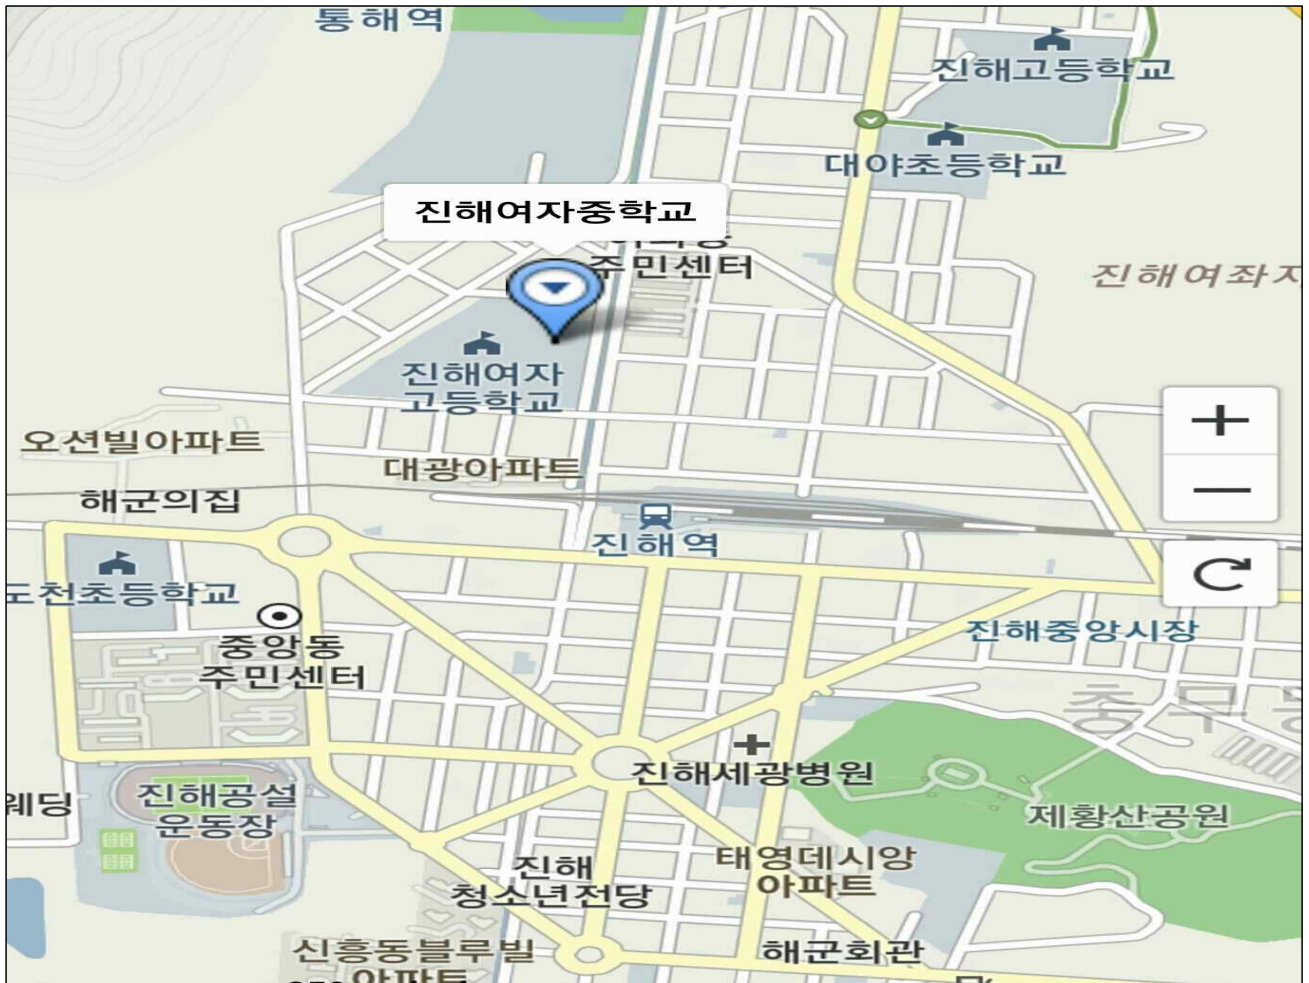 통해역
진해고등학교
대야초등학교
진해여자중학교
주민센터
진해여좌
진해여자
고등학교
오션빌아파트
대광아파트
해군의집
진해역
도천초등학교
중앙동
주민센터
진해중앙시장
충무
진해세광병원
웨딩
진해공설
운동장
제황산공원
진해
청소년전당
태영데시앙
아파트
신흥동블루빌
아파트
해군회관